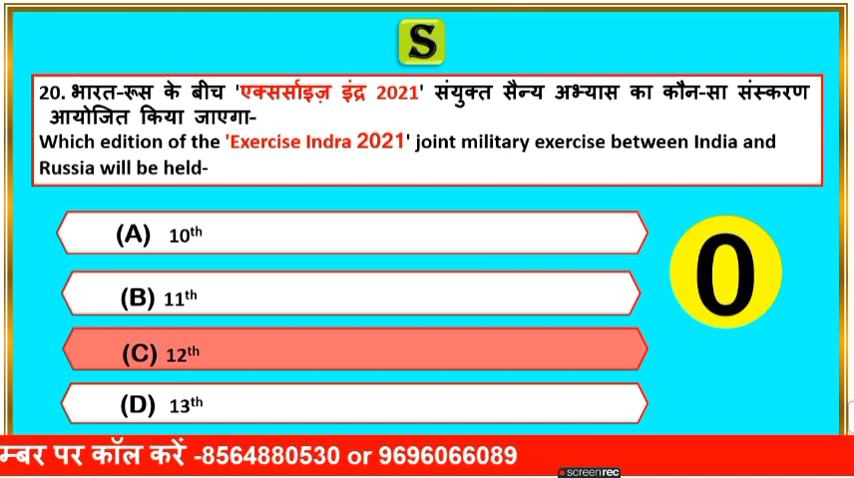 S
20. भारत-रूस के बीच 'एक्सर्साइज़ इंद्र 2021' संयुक्त सैन्य अभ्यास का कौन-सा संस्करण
आयोजित किया जाएगा-
Which edition of the 'Exercise Indra 2021' joint military exercise between India and
Russia will be held-
(A) 10th
(B) 11th
(C) 12th
(D) 13th
0
म्बर पर कॉल करें -8564880530 or 9696066089
screenrec